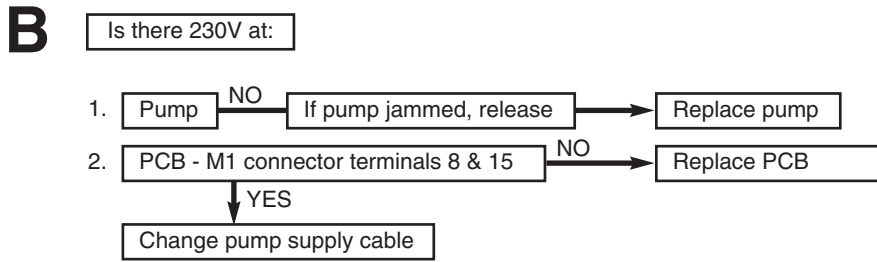 B
Is there 230V at:
1. Pump NO If pump jammed, release Replace pump
2. PCB - M1 connector terminals 8 & 15 NO Replace PCB
YES
Change pump supply cable